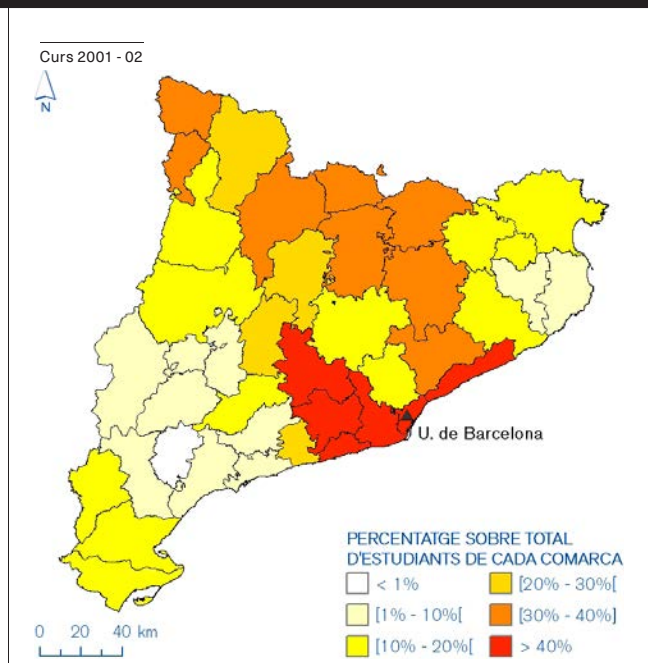 Curs 2001 - 02
N
U. de Barcelona
PERCENTATGE SOBRE TOTAL
D'ESTUDIANTS DE CADA COMARCA
< 1% [20% - 30%[
[1% - 10%[ [30% - 40%]
[10% - 20%[ > 40%
0 20 40 km